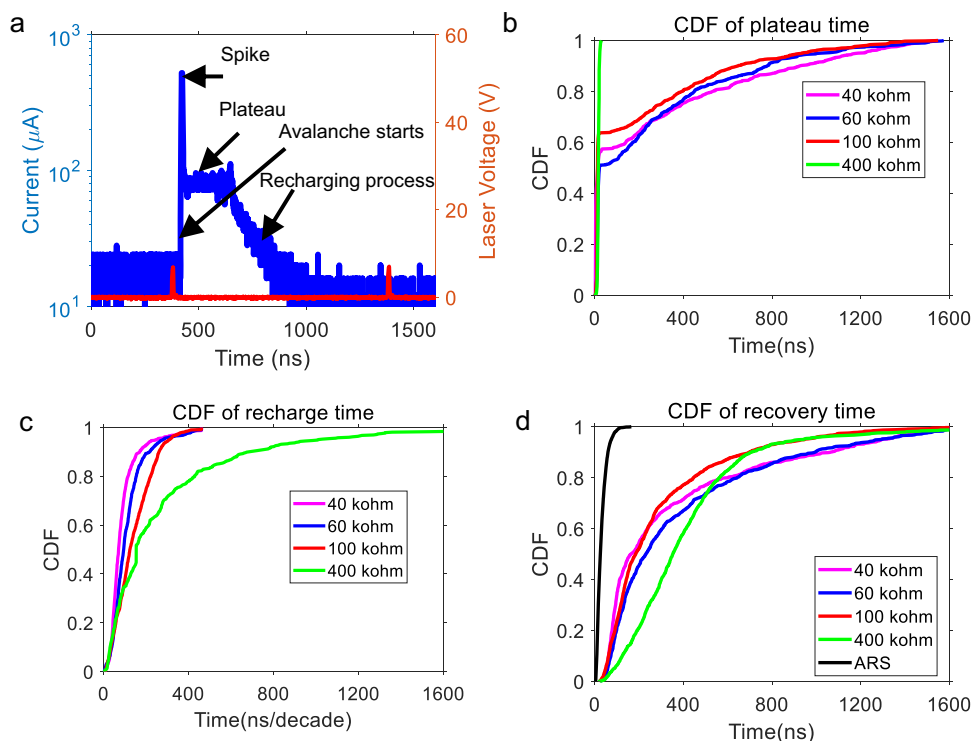 a
10³
10²
10¹
Current (μA)
Spike
Plateau
Avalanche starts
Recharging process
60
40
20
0
Laser Voltage (V)
0 500 1000 1500
Time (ns)
b
CDF of plateau time
1
0.8
0.6
0.4
0.2
0
CDF
40 kohm
60 kohm
100 kohm
400 kohm
0 400 800 1200 1600
Time(ns)
c
CDF of recharge time
1
0.8
0.6
0.4
0.2
0
CDF
40 kohm
60 kohm
100 kohm
400 kohm
0 400 800 1200 1600
Time(ns/decade)
d
CDF of recovery time
1
0.8
0.6
0.4
0.2
0
CDF
40 kohm
60 kohm
100 kohm
400 kohm
ARS
0 400 800 1200 1600
Time(ns)